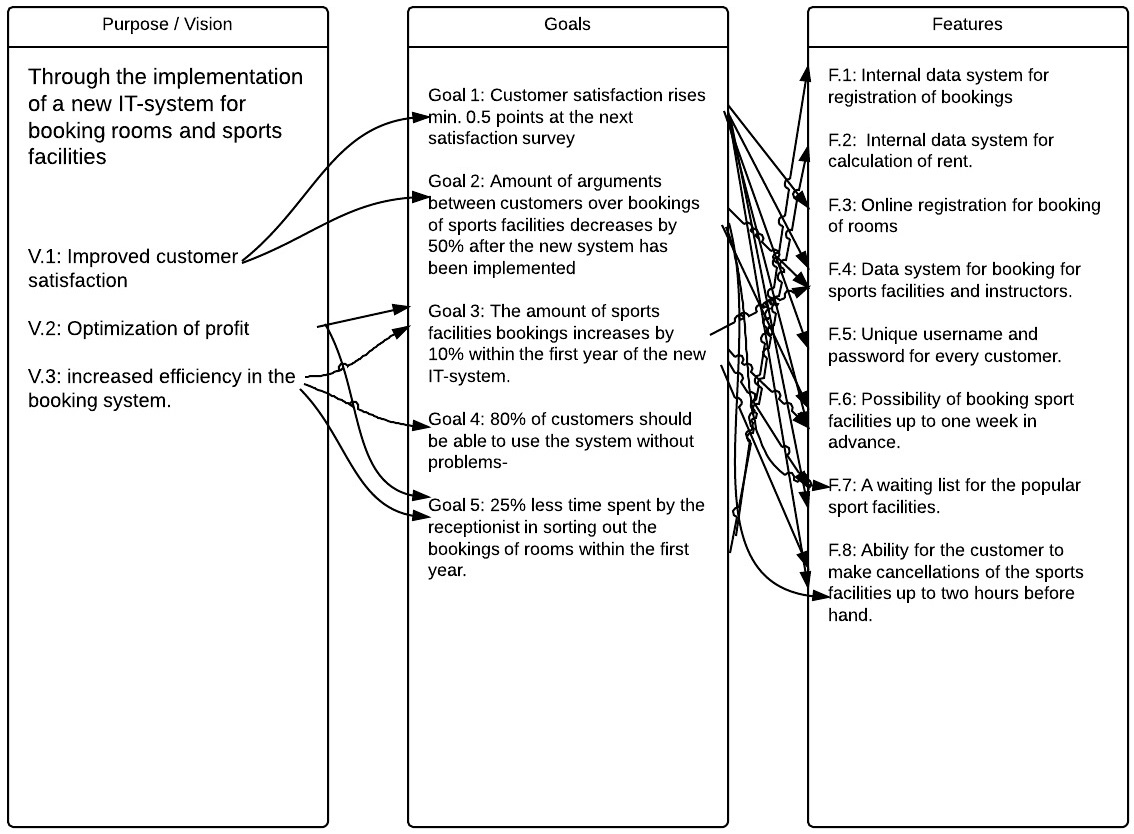 Purpose / Vision
Through the implementation
of a new IT-system for
booking rooms and sports
facilities
V.1: Improved customer
satisfaction
V.2: Optimization of profit
V.3: increased efficiency in the
booking system.
Goals
Goal 1: Customer satisfaction rises
min. 0.5 points at the next
satisfaction survey
Goal 2: Amount of arguments
between customers over bookings
of sports facilities decreases by
50% after the new system has
been implemented
Goal 3: The amount of sports
facilities bookings increases by
10% within the first year of the new
IT-system.
Goal 4: 80% of customers should
be able to use the system without
problems-
Goal 5: 25% less time spent by the
receptionist in sorting out the
bookings of rooms within the first
year.
Features
F.1: Internal data system for
registration of bookings
F.2:  Internal data system for
calculation of rent.
F.3: Online registration for booking
of rooms
F.4: Data system for booking for
sports facilities and instructors.
F.5: Unique username and
password for every customer.
F.6: Possibility of booking sport
facilities up to one week in
advance.
F.7: A waiting list for the popular
sport facilities.
F.8: Ability for the customer to
make cancellations of the sports
facilities up to two hours before
hand.